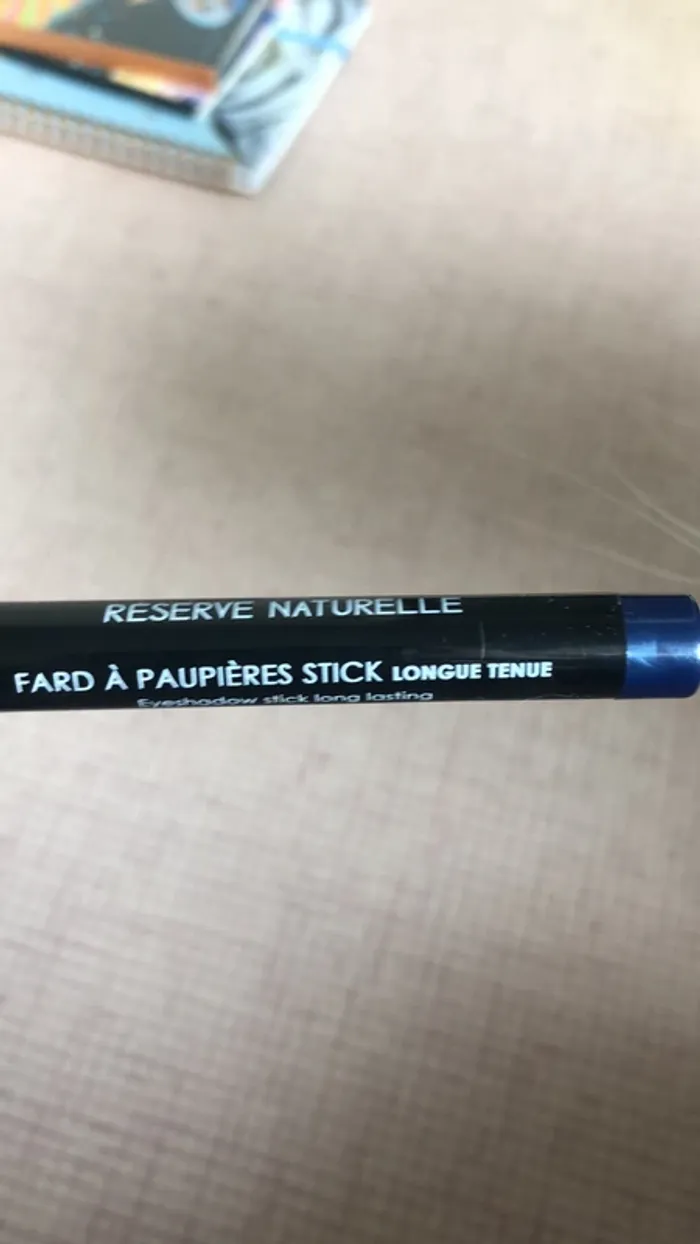 RESERVE NATURELLE
FARD À PAUPIÈRES STICK LONGUE TENUE
Eyeshadow stick long lasting